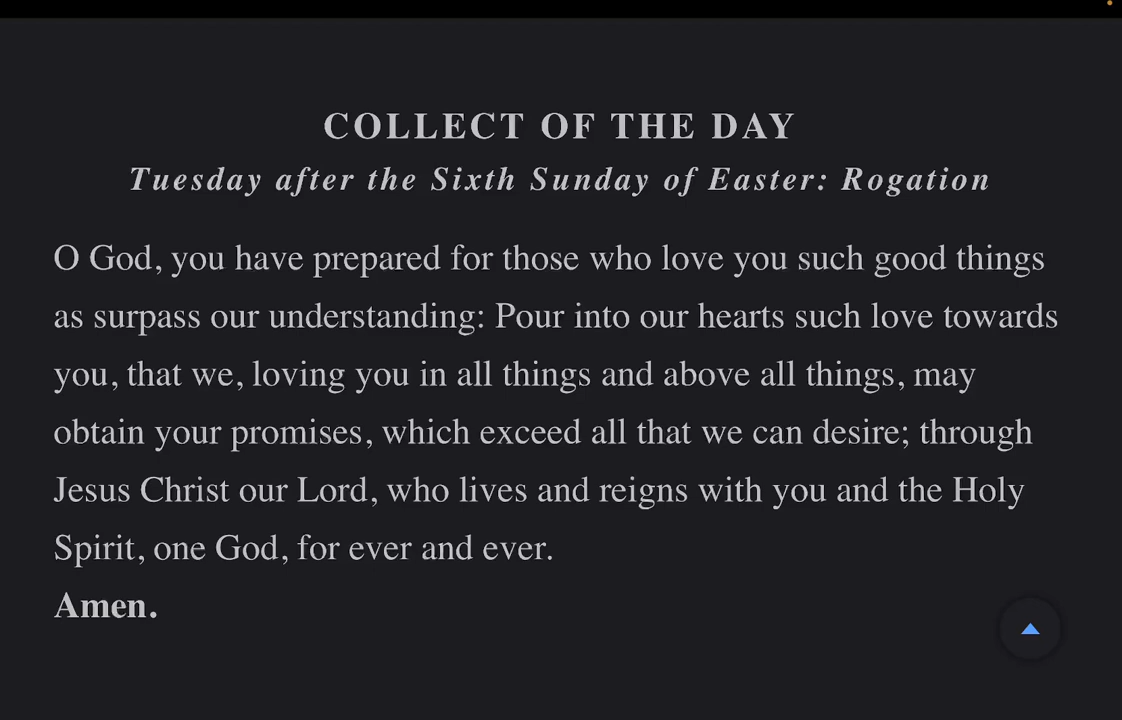 COLLECT OF THE DAY
Tuesday after the Sixth Sunday of Easter: Rogation
O God, you have prepared for those who love you such good things
as surpass our understanding: Pour into our hearts such love towards
you, that we, loving you in all things and above all things, may
obtain your promises, which exceed all that we can desire; through
Jesus Christ our Lord, who lives and reigns with you and the Holy
Spirit, one God, for ever and ever.
Amen.